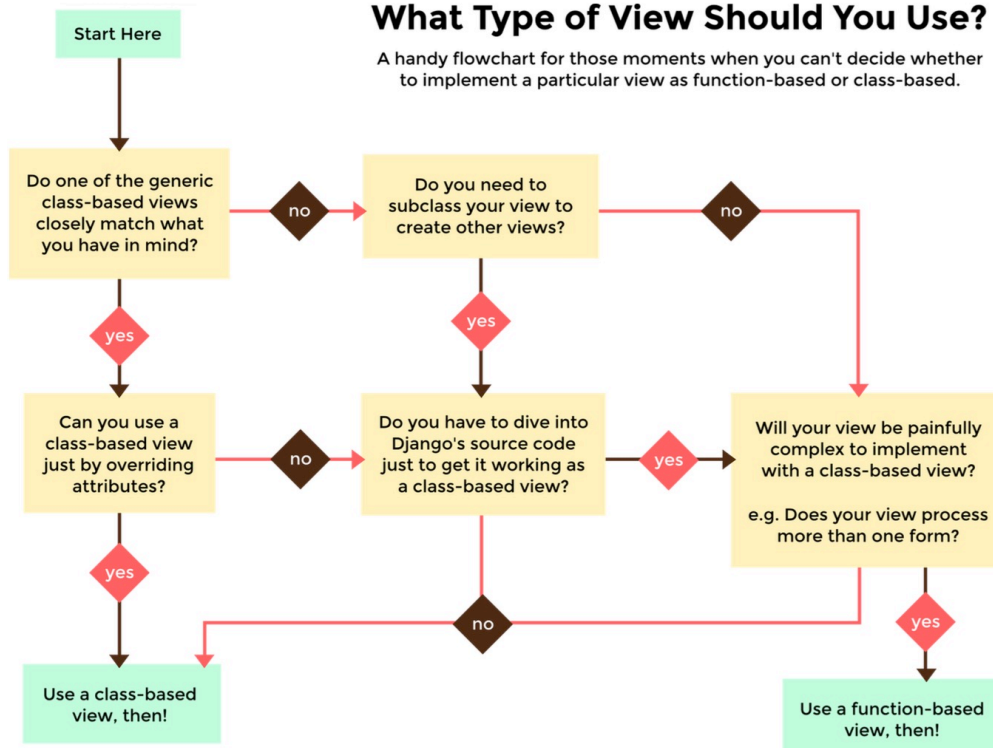 What Type of View Should You Use?
A handy flowchart for those moments when you can't decide whether
to implement a particular view as function-based or class-based.
Start Here
Do one of the generic
class-based views
closely match what
you have in mind?
no
Do you need to
subclass your view to
create other views?
no
yes
yes
Can you use a
class-based view
just by overriding
attributes?
no
Do you have to dive into
Django's source code
just to get it working as
a class-based view?
yes
Will your view be painfully
complex to implement
with a class-based view?
e.g. Does your view process
more than one form?
yes
no
yes
Use a class-based
view, then!
Use a function-based
view, then!